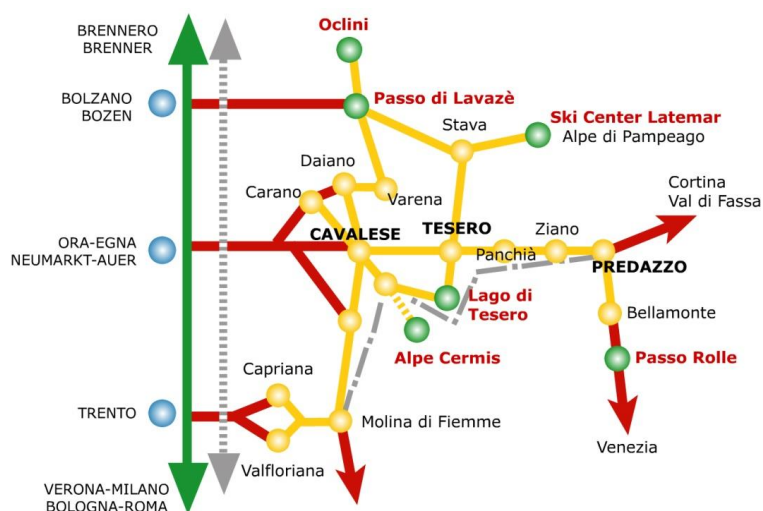 BRENNERO
BRENNER
Oclini
BOLZANO
BOZEN
Passo di Lavazè
Ski Center Latemar
Stava
Alpe di Pampeago
Daiano
Carano
Varena
Cortina
Val di Fassa
ORA-EGNA
NEUMARKT-AUER
CAVALESE
TESERO
Panchià
Ziano
PREDAZZO
Lago di
Tesero
Bellamonte
Alpe Cermis
Passo Rolle
Capriana
TRENTO
Molina di Fiemme
Venezia
Valfloriana
VERONA-MILANO
BOLOGNA-ROMA